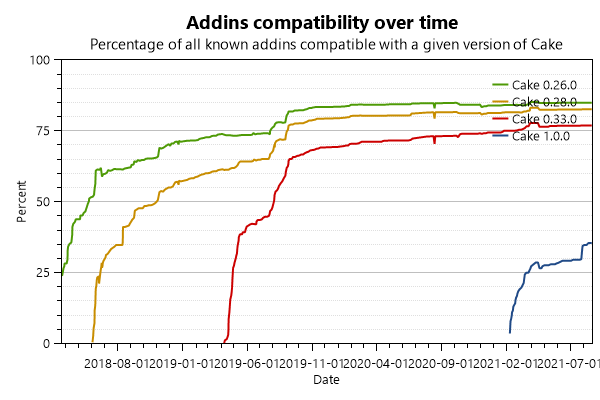 Addins compatibility over time
Percentage of all known addins compatible with a given version of Cake
100
Cake 0.26.0
Cake 0.28.0
Cake 0.33.0
Cake 1.0.0
75
Percent
50
25
0
2018-08-01 2019-01-01 2019-06-01 2019-11-01 2020-04-01 2020-09-01 2021-02-01 2021-07-01
Date